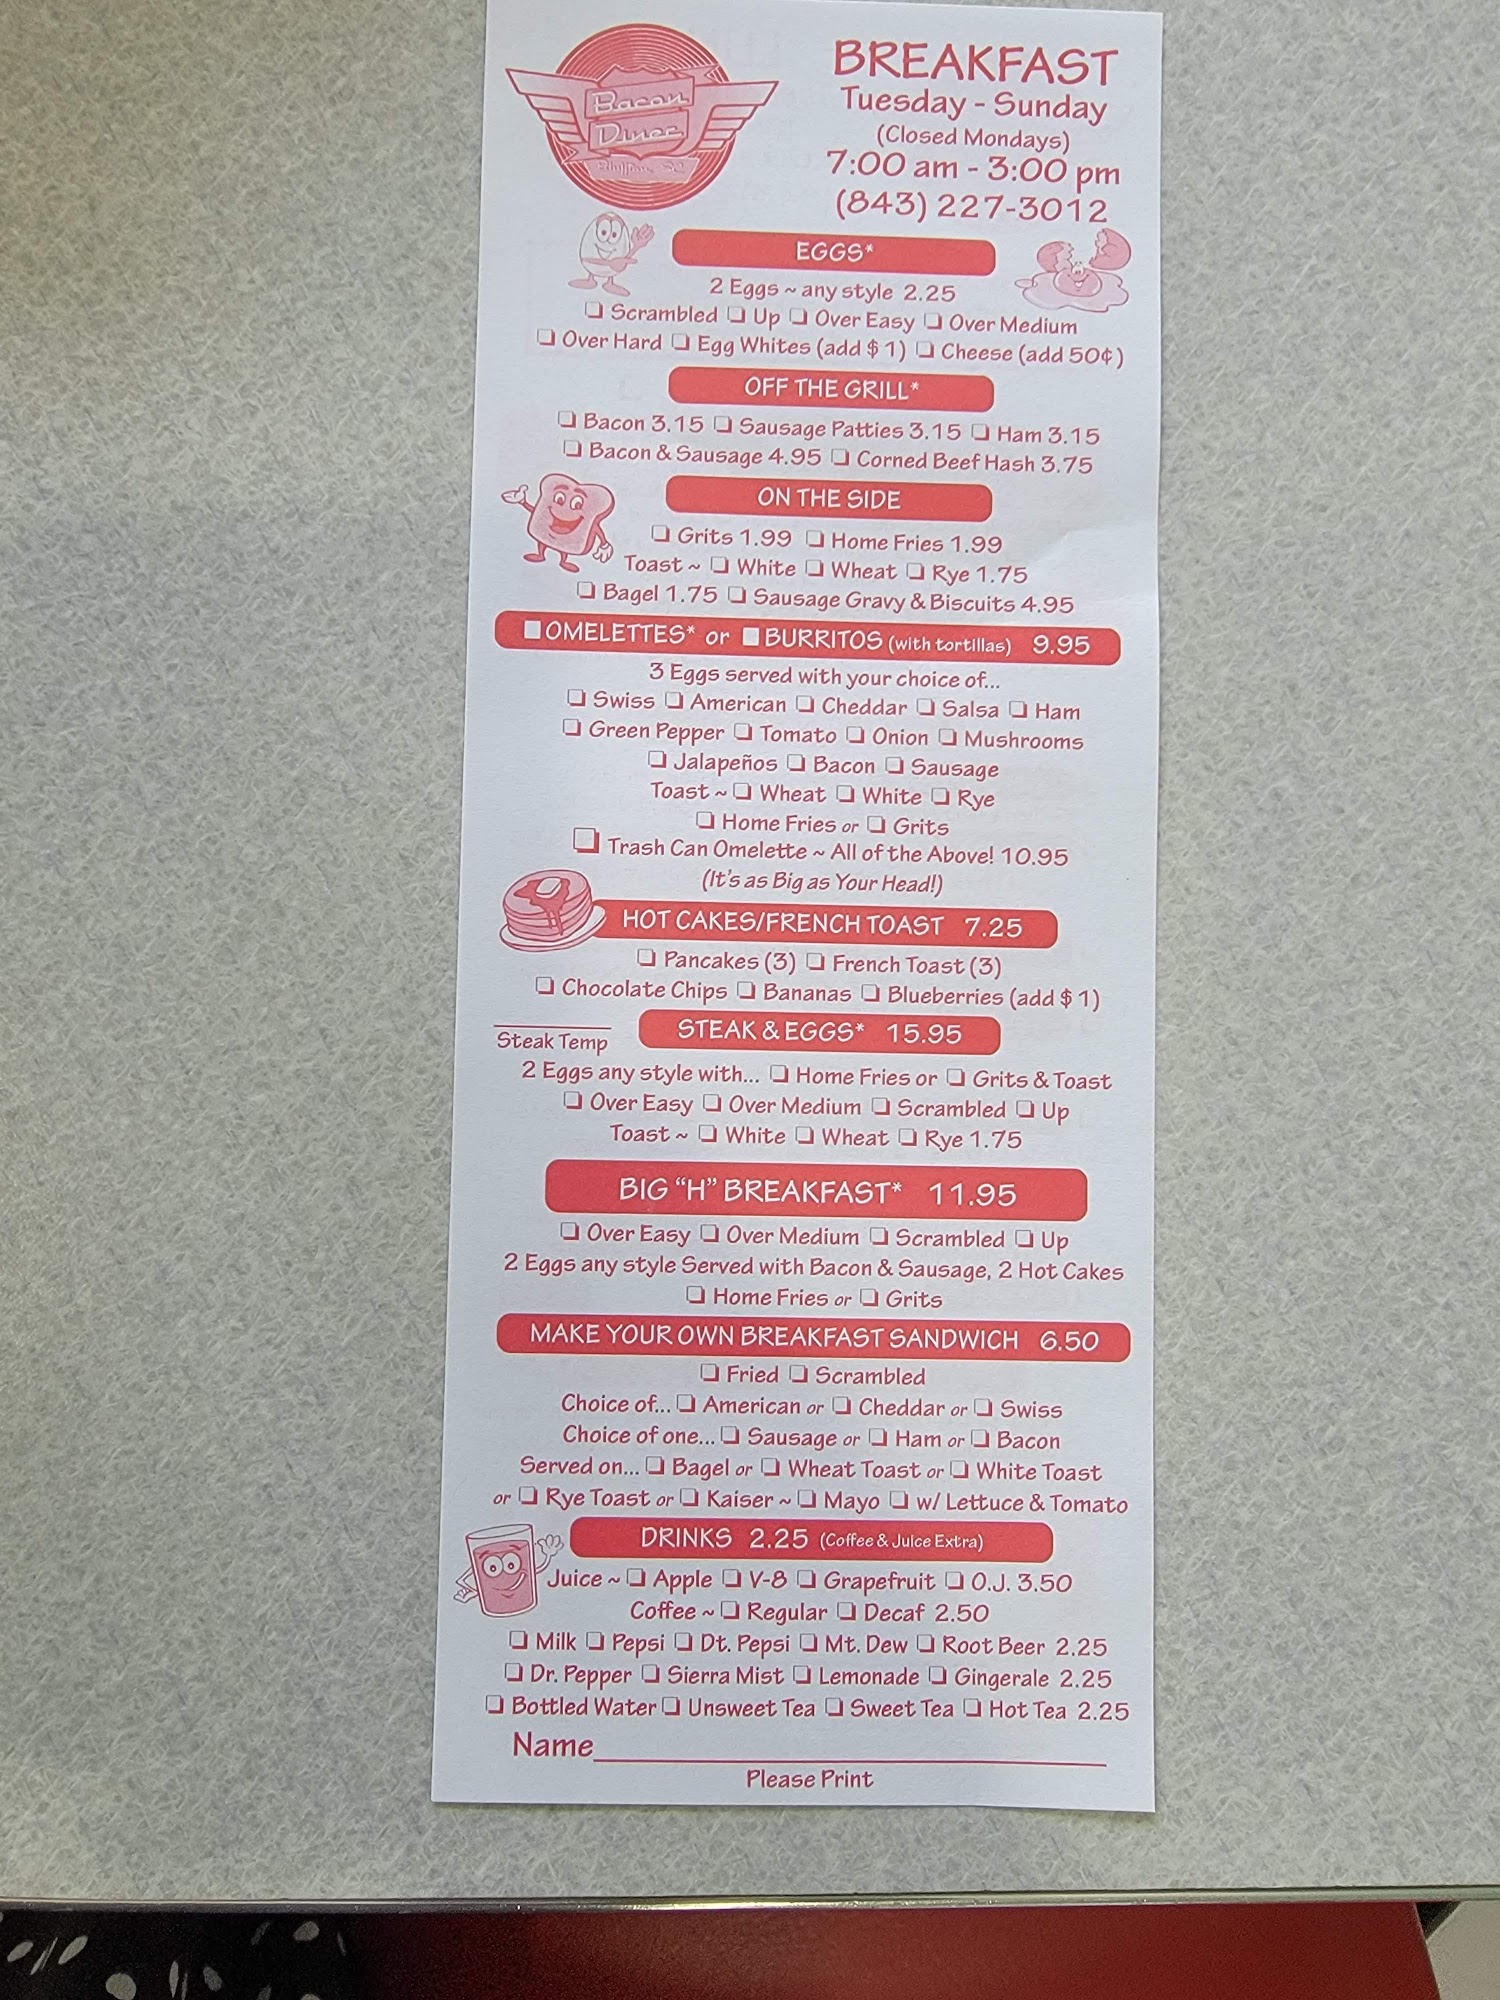 Bacon
Diner
BREAKFAST
Tuesday - Sunday
(Closed Mondays)
7:00 am - 3:00 pm
(843) 227-3012
EGGS*
2 Eggs ~ any style 2.25
❏ Scrambled ❏ Up ❏ Over Easy ❏ Over Medium
❏ Over Hard ❏ Egg Whites (add $1) ❏ Cheese (add 50¢)
OFF THE GRILL*
❏ Bacon 3.15 ❏ Sausage Patties 3.15 ❏ Ham 3.15
❏ Bacon & Sausage 4.95 ❏ Corned Beef Hash 3.75
ON THE SIDE
❏ Grits 1.99 ❏ Home Fries 1.99
Toast ~ ❏ White ❏ Wheat ❏ Rye 1.75
❏ Bagel 1.75 ❏ Sausage Gravy & Biscuits 4.95
■OMELETTES* or ■BURRITOS (with tortillas) 9.95
3 Eggs served with your choice of...
❏ Swiss ❏ American ❏ Cheddar ❏ Salsa ❏ Ham
❏ Green Pepper ❏ Tomato ❏ Onion ❏ Mushrooms
❏ Jalapeños ❏ Bacon ❏ Sausage
Toast ~ ❏ Wheat ❏ White ❏ Rye
❏ Home Fries or ❏ Grits
❏ Trash Can Omelette ~ All of the Above! 10.95
(It's as Big as Your Head!)
HOT CAKES/FRENCH TOAST 7.25
❏ Pancakes (3) ❏ French Toast (3)
❏ Chocolate Chips ❏ Bananas ❏ Blueberries (add $1)
Steak Temp
STEAK & EGGS* 15.95
2 Eggs any style with... ❏ Home Fries or ❏ Grits & Toast
❏ Over Easy ❏ Over Medium ❏ Scrambled ❏ Up
Toast ~ ❏ White ❏ Wheat ❏ Rye 1.75
BIG "H" BREAKFAST* 11.95
❏ Over Easy ❏ Over Medium ❏ Scrambled ❏ Up
2 Eggs any style Served with Bacon & Sausage, 2 Hot Cakes
❏ Home Fries or ❏ Grits
MAKE YOUR OWN BREAKFAST SANDWICH 6.50
❏ Fried ❏ Scrambled
Choice of... ❏ American or ❏ Cheddar or ❏ Swiss
Choice of one... ❏ Sausage or ❏ Ham or ❏ Bacon
Served on... ❏ Bagel or ❏ Wheat Toast or ❏ White Toast
or ❏ Rye Toast or ❏ Kaiser ~ ❏ Mayo ❏ w/ Lettuce & Tomato
DRINKS 2.25 (Coffee & Juice Extra)
Juice ~ ❏ Apple ❏ V-8 ❏ Grapefruit ❏ O.J. 3.50
Coffee ~ ❏ Regular ❏ Decaf 2.50
❏ Milk ❏ Pepsi ❏ Dt. Pepsi ❏ Mt. Dew ❏ Root Beer 2.25
❏ Dr. Pepper ❏ Sierra Mist ❏ Lemonade ❏ Gingerale 2.25
❏ Bottled Water ❏ Unsweet Tea ❏ Sweet Tea ❏ Hot Tea 2.25
Name
Please Print